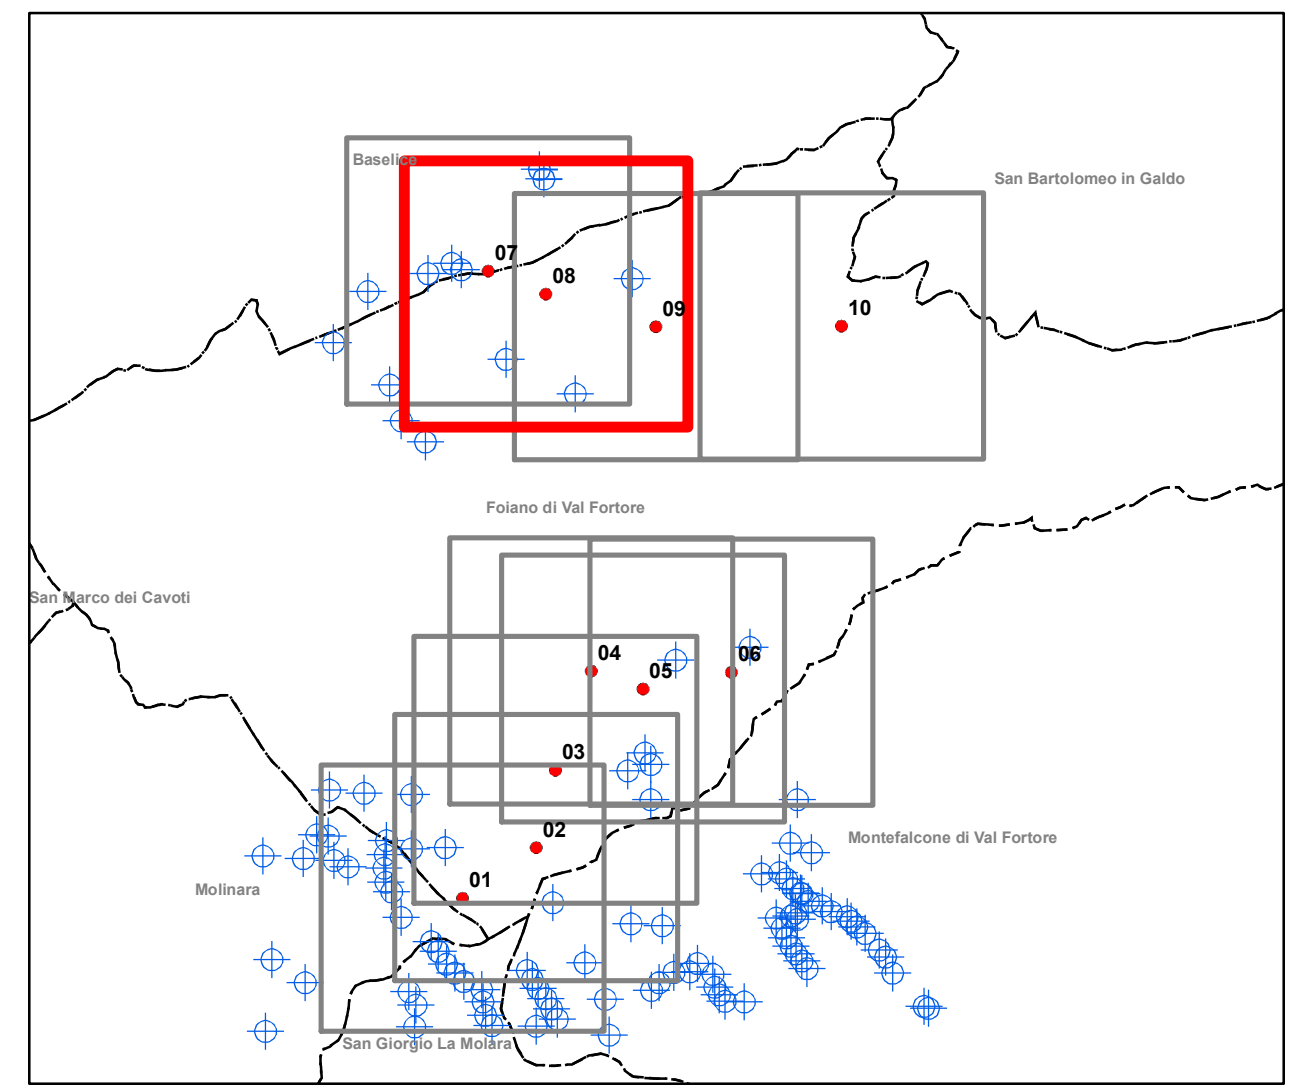 Baselice
San Bartolomeo in Galdo
07
08
09
10
Foiano di Val Fortore
San Marco dei Cavoti
04
05
06
03
02
Montefalcone di Val Fortore
01
Molinara
San Giorgio La Molara